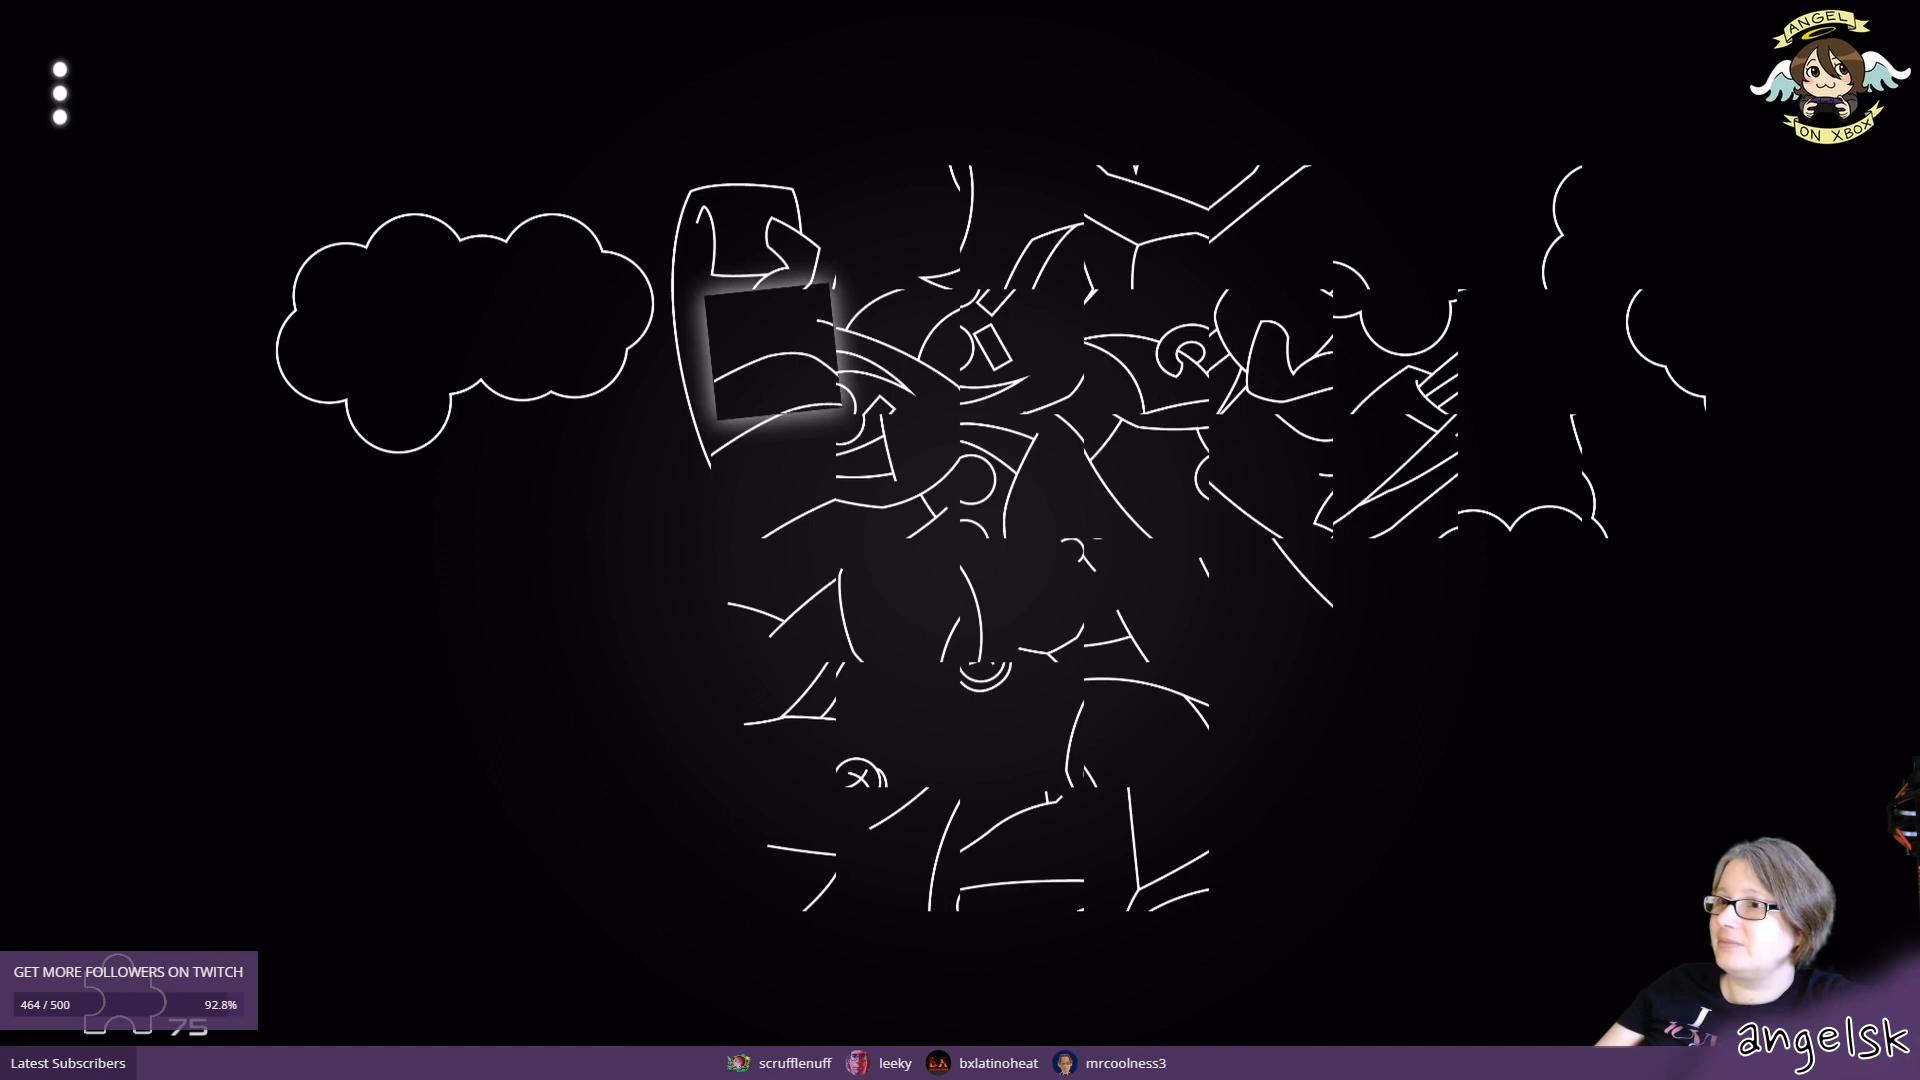 ANGEL
ON XBOX
GET MORE FOLLOWERS ON TWITCH
464 / 500 92.8%
75
angelsk
Latest Subscribers scrufflenuff leeky bxlatinoheat mrcoolness3